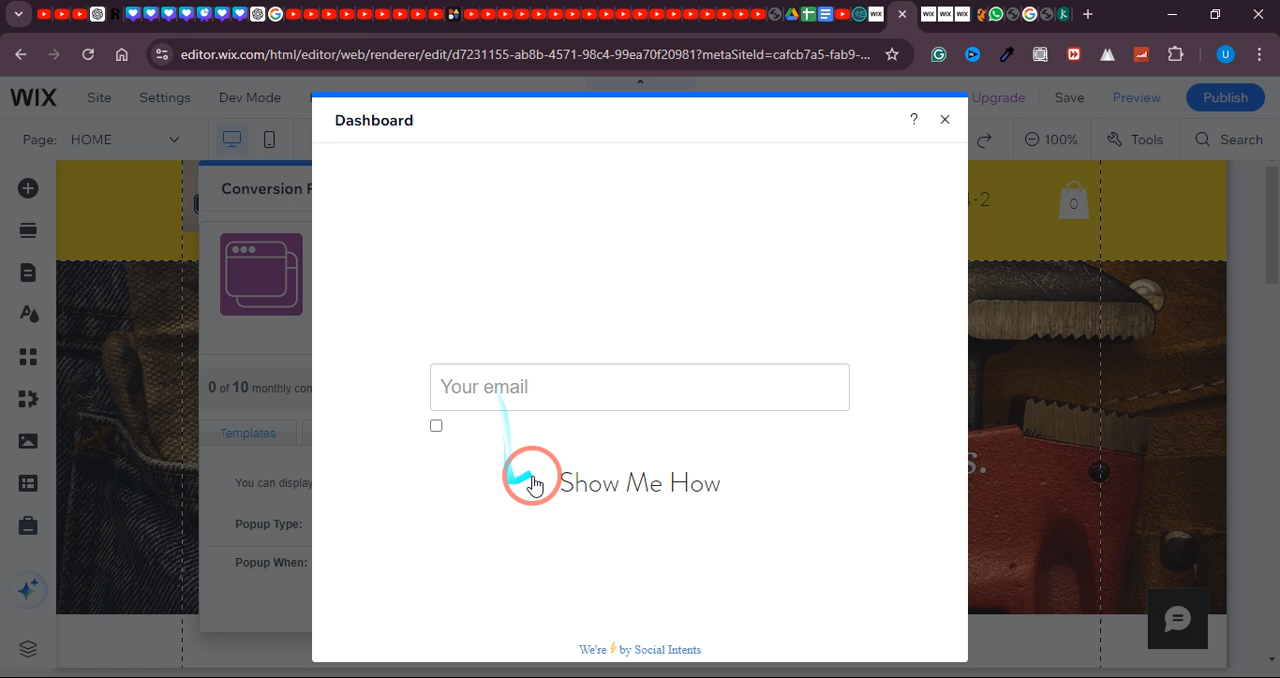 editor.wix.com/html/editor/web/renderer/edit/d7231155-ab8b-4571-98c4-99ea70f20981?metaSiteId=cafcb7a5-fab9-...
WIX Site Settings Dev Mode Upgrade Save Preview Publish
Dashboard ?
Page: HOME 100% Tools Search
Conversion
4-2
0
0 of 10 monthly con
Your email
Templates
s.
You can display
Show Me How
Popup Type:
Popup When:
We're ⚡ by Social Intents